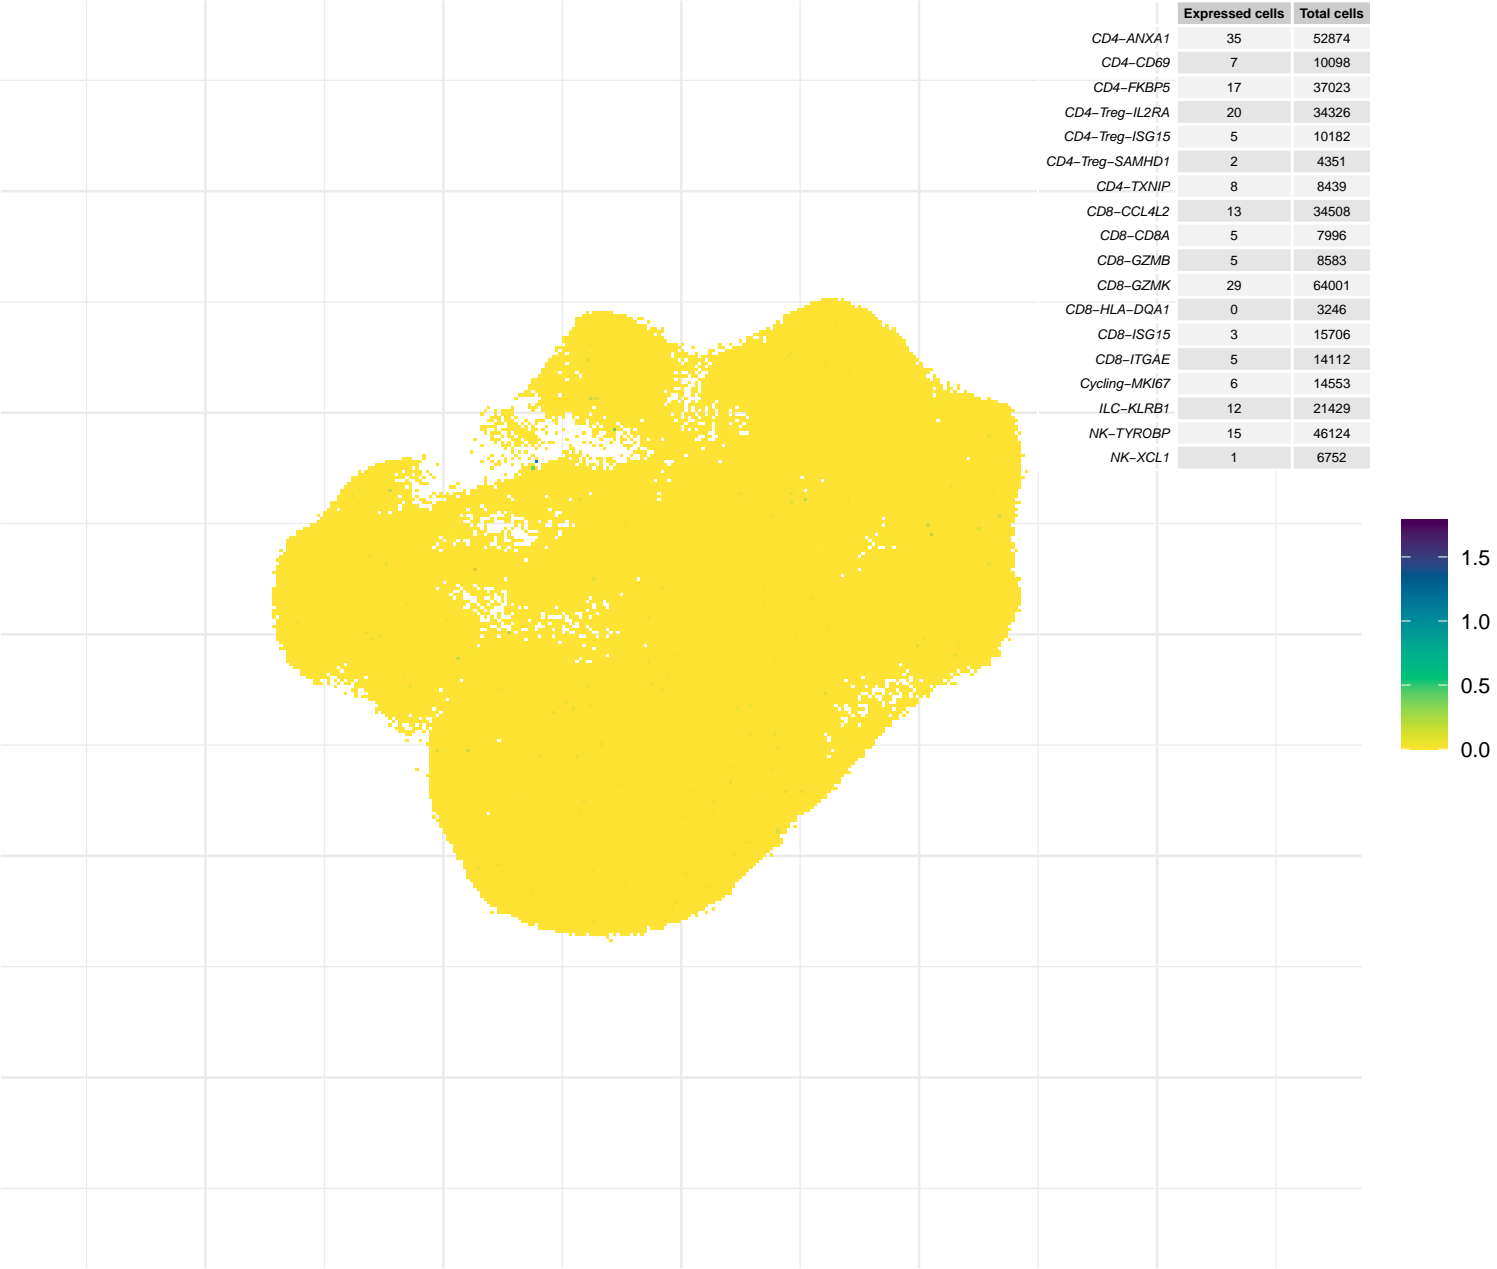 Expressed cells Total cells
CD4−ANXA1 35 52874
CD4−CD69 7 10098
CD4−FKBP5 17 37023
CD4−Treg−IL2RA 20 34326
CD4−Treg−ISG15 5 10182
CD4−Treg−SAMHD1 2 4351
CD4−TXNIP 8 8439
CD8−CCL4L2 13 34508
CD8−CD8A 5 7996
CD8−GZMB 5 8583
CD8−GZMK 29 64001
CD8−HLA−DQA1 0 3246
CD8−ISG15 3 15706
CD8−ITGAE 5 14112
Cycling−MKI67 6 14553
ILC−KLRB1 12 21429
NK−TYROBP 15 46124
NK−XCL1 1 6752
1.5
1.0
0.5
0.0